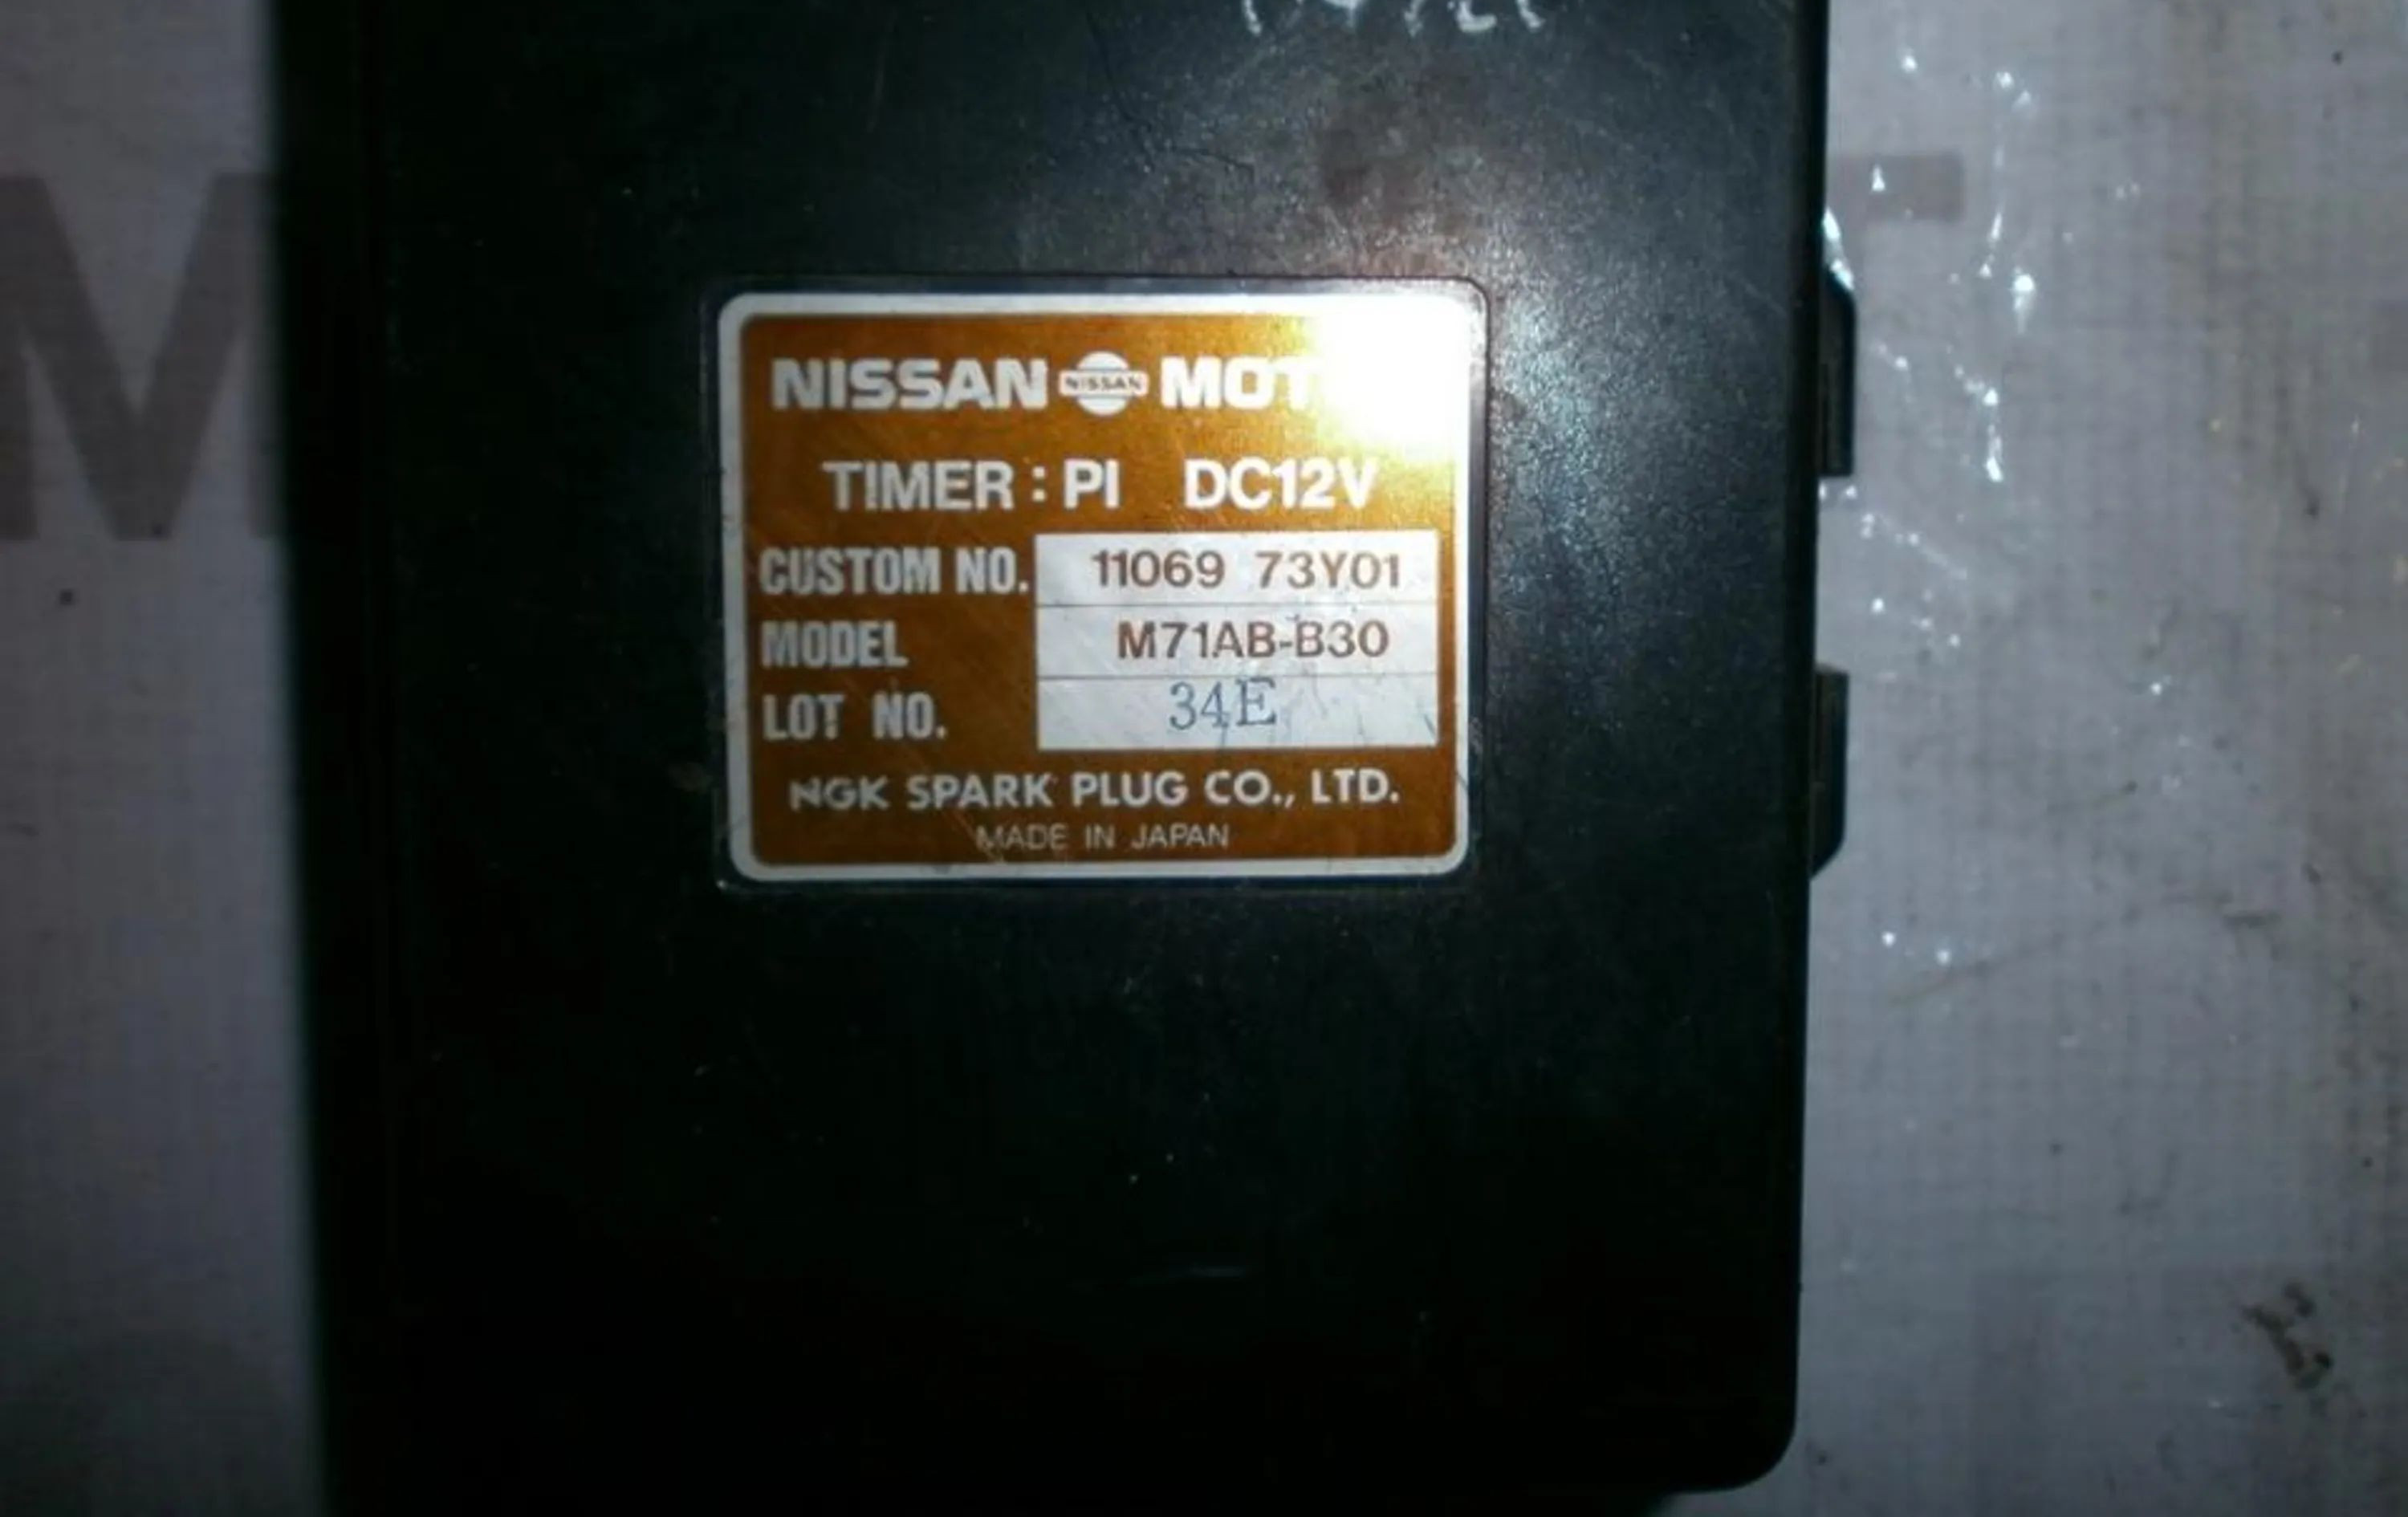 NISSAN NISSAN MOT
TIMER : PI DC12V
CUSTOM NO. 11069 73Y01
MODEL M71AB-B30
LOT NO. 34E
NGK SPARK PLUG CO., LTD.
MADE IN JAPAN